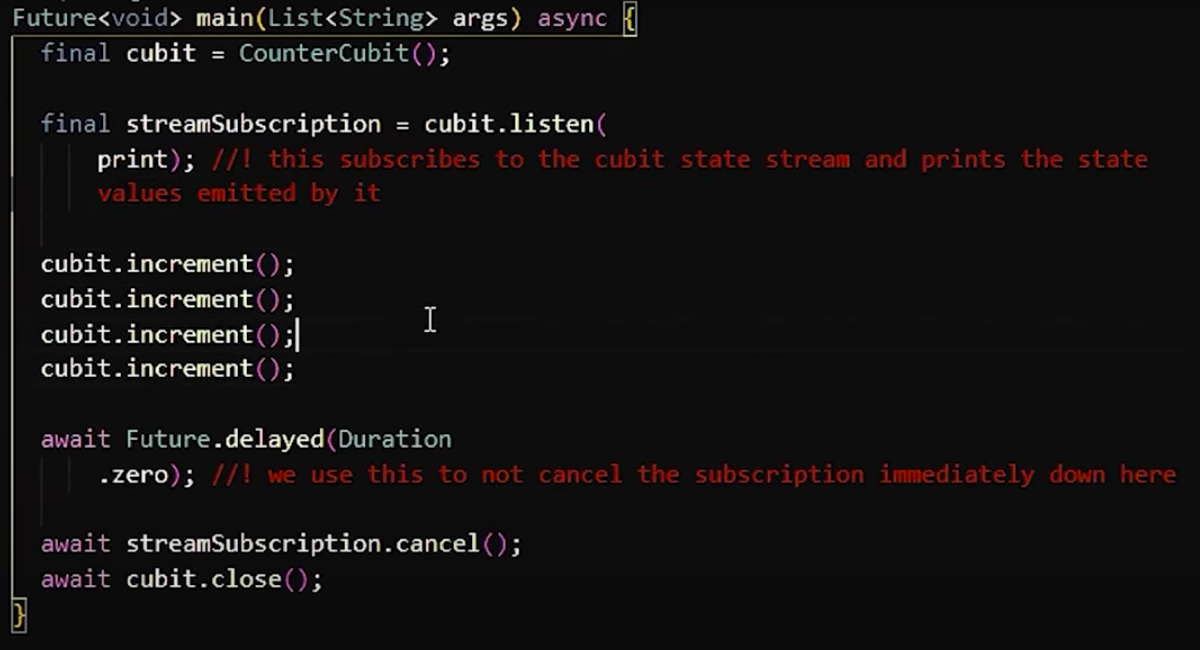 Future<void> main(List<String> args) async {
final cubit = CounterCubit();
final streamSubscription = cubit.listen(
print); //! this subscribes to the cubit state stream and prints the state
values emitted by it
cubit.increment();
cubit.increment();
cubit.increment();
cubit.increment();
await Future.delayed(Duration
.zero); //! we use this to not cancel the subscription immediately down here
await streamSubscription.cancel();
await cubit.close();
}